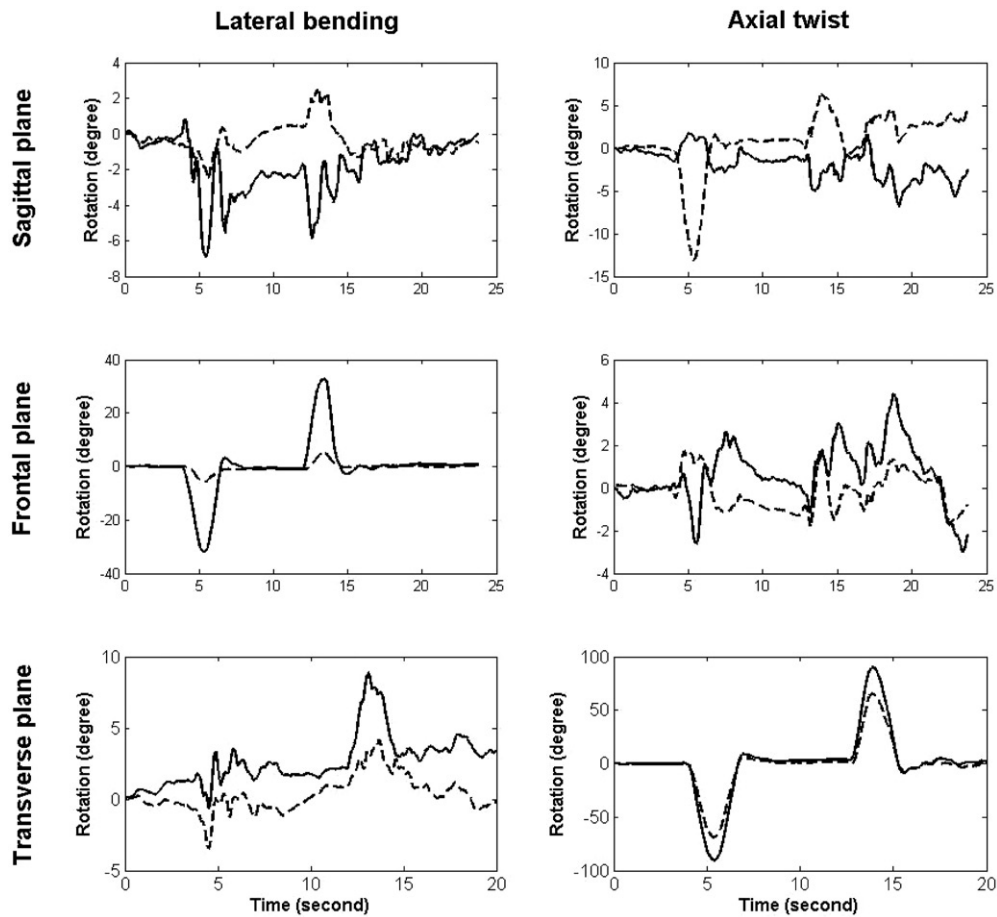 Lateral bending
Axial twist
Sagittal plane
Rotation (degree)
4
2
0
-2
-4
-6
-8
0 5 10 15 20 25
Rotation (degree)
10
5
0
-5
-10
-15
0 5 10 15 20 25
Frontal plane
Rotation (degree)
40
20
0
-20
-40
0 5 10 15 20 25
Rotation (degree)
6
4
2
0
-2
-4
0 5 10 15 20 25
Transverse plane
Rotation (degree)
10
5
0
-5
0 5 10 15 20
Time (second)
Rotation (degree)
100
50
0
-50
-100
0 5 10 15 20
Time (second)